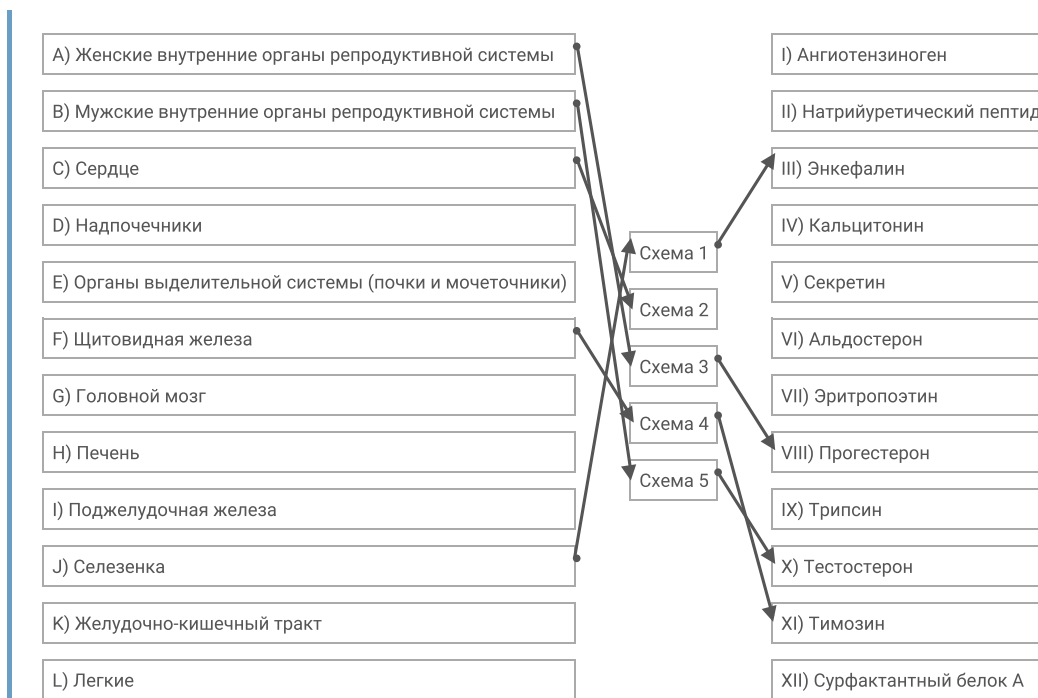 A) Женские внутренние органы репродуктивной системы
B) Мужские внутренние органы репродуктивной системы
C) Сердце
D) Надпочечники
E) Органы выделительной системы (почки и мочеточники)
F) Щитовидная железа
G) Головной мозг
H) Печень
I) Поджелудочная железа
J) Селезенка
K) Желудочно-кишечный тракт
L) Легкие
Схема 1
Схема 2
Схема 3
Схема 4
Схема 5
I) Ангиотензиноген
II) Натрийуретический пептид
III) Энкефалин
IV) Кальцитонин
V) Секретин
VI) Альдостерон
VII) Эритропоэтин
VIII) Прогестерон
IX) Трипсин
X) Тестостерон
XI) Тимозин
XII) Сурфактантный белок А